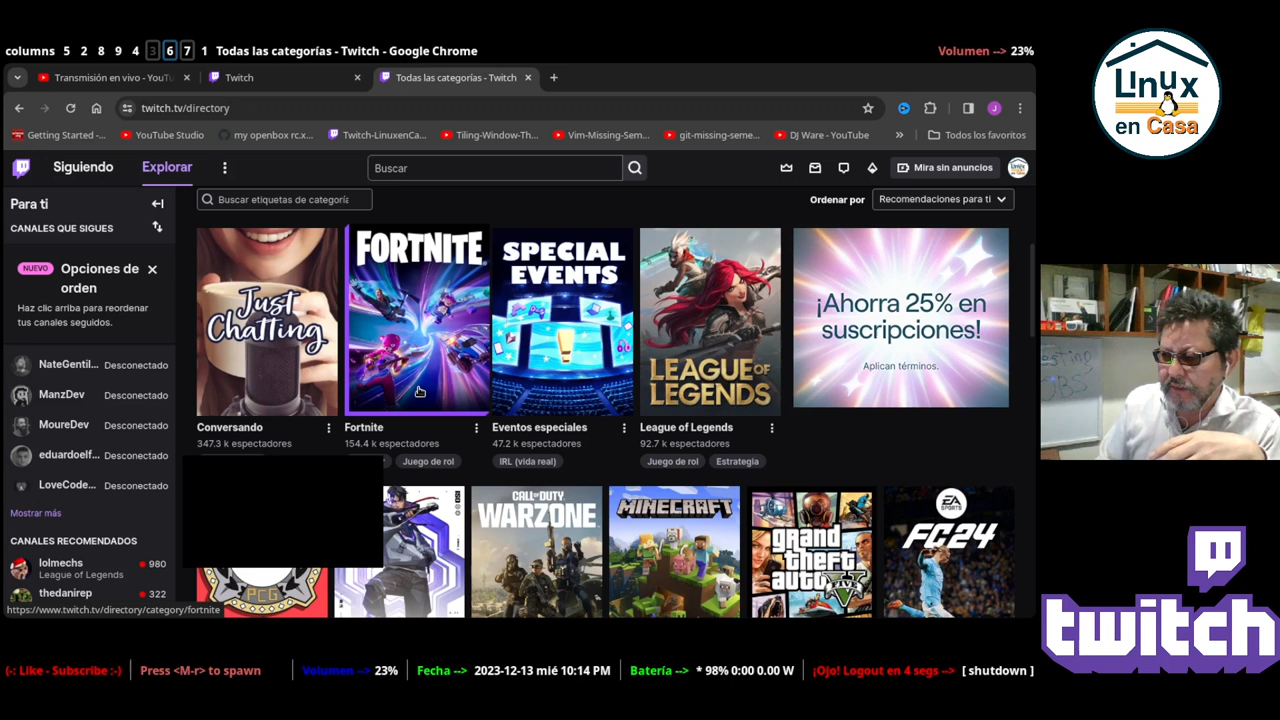 columns 5 2 8 9 4 3 6 7 1 Todas las categorías - Twitch - Google Chrome
Volumen --> 23%
Linux
en Casa
Transmisión en vivo - YouTu
Twitch
Todas las categorías - Twitch
twitch.tv/directory
J
Getting Started -...
YouTube Studio
my openbox rc.x...
Twitch-LinuxenCa...
Tiling-Window-Th...
Vim-Missing-Sem...
git-missing-seme...
DJ Ware - YouTube
»
Todos los favoritos
Siguiendo
Explorar
Buscar
Mira sin anuncios
Para ti
Buscar etiquetas de categoría
Ordenar por
Recomendaciones para ti
CANALES QUE SIGUES
NUEVO
Opciones de
orden
Haz clic arriba para reordenar
tus canales seguidos.
NateGentil... Desconectado
ManzDev Desconectado
MoureDev Desconectado
eduardoelf... Desconectado
LoveCode... Desconectado
Mostrar más
CANALES RECOMENDADOS
lolmechs 980
League of Legends
thedanirep 322
Just
Chatting
FORTNITE
SPECIAL
EVENTS
LEAGUE OF
LEGENDS
¡Ahorra 25% en
suscripciones!
Aplican términos.
Conversando
347.3 k espectadores
Fortnite
154.4 k espectadores
Juego de rol
Eventos especiales
47.2 k espectadores
IRL (vida real)
League of Legends
92.7 k espectadores
Juego de rol
Estrategia
PCG
CALL OF DUTY
WARZONE
MINECRAFT
grand
theft
auto V
FIVE
EA
SPORTS
FC 24
https://www.twitch.tv/directory/category/fortnite
twitch
(-: Like - Subscribe :-)
Press <M-r> to spawn
Volumen --> 23%
Fecha --> 2023-12-13 mié 10:14 PM
Batería --> * 98% 0:00 0.00 W
¡Ojo! Logout en 4 segs --> [ shutdown ]